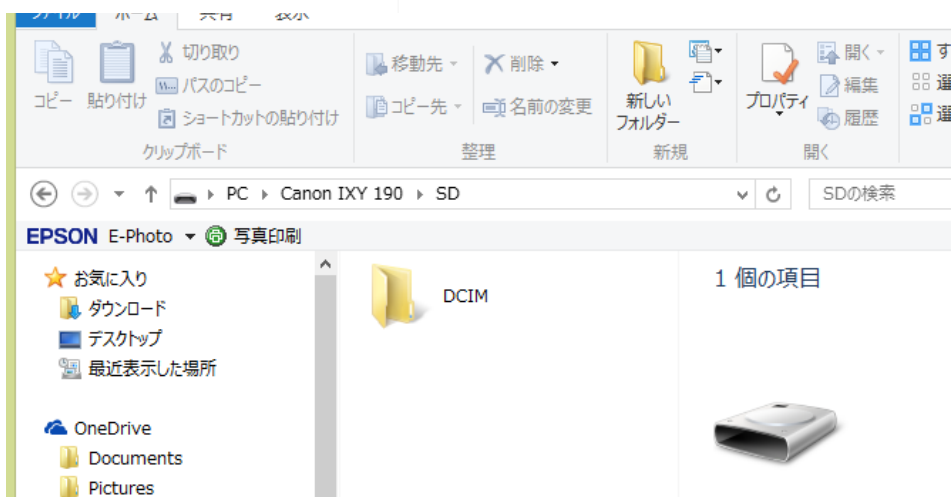 ファイル ホーム 共有 表示
コピー
貼り付け
切り取り
パスのコピー
ショートカットの貼り付け
クリップボード
移動先
コピー先
削除
名前の変更
整理
新しい
フォルダー
新規
プロパティ
開く
編集
履歴
開く
す
選
選
PC Canon IXY 190 SD
SDの検索
EPSON E-Photo 写真印刷
お気に入り
ダウンロード
デスクトップ
最近表示した場所
OneDrive
Documents
Pictures
DCIM
1 個の項目